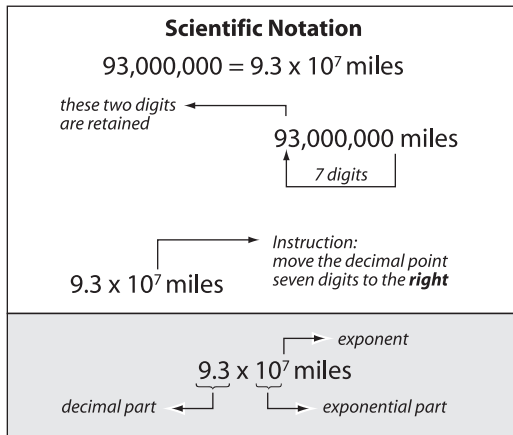 Scientific Notation
93,000,000 = 9.3 x 10⁷ miles
these two digits
are retained
93,000,000 miles
7 digits
Instruction:
move the decimal point
seven digits to the right
9.3 x 10⁷ miles
exponent
9.3 x 10⁷ miles
decimal part
exponential part